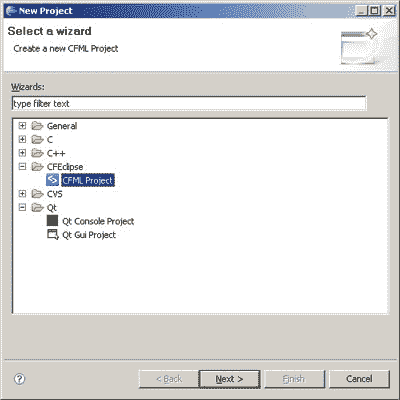 New Project
Select a wizard
Create a new CFML Project
Wizards:
type filter text
General
C
C++
CFEclipse
CFML Project
CVS
Qt
Qt Console Project
Qt Gui Project
? < Back Next > Finish Cancel